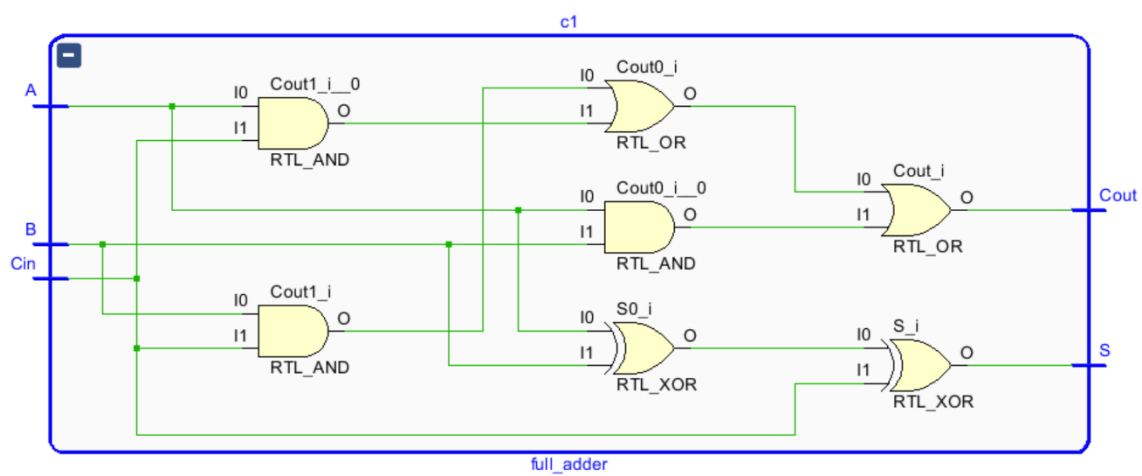 c1
A
B
Cin
I0
I1
Cout1_i__0
O
RTL_AND
I0
I1
Cout1_i
O
RTL_AND
I0
I1
Cout0_i
O
RTL_OR
I0
I1
Cout0_i__0
O
RTL_AND
I0
I1
S0_i
O
RTL_XOR
I0
I1
Cout_i
O
RTL_OR
I0
I1
S_i
O
RTL_XOR
Cout
S
full_adder